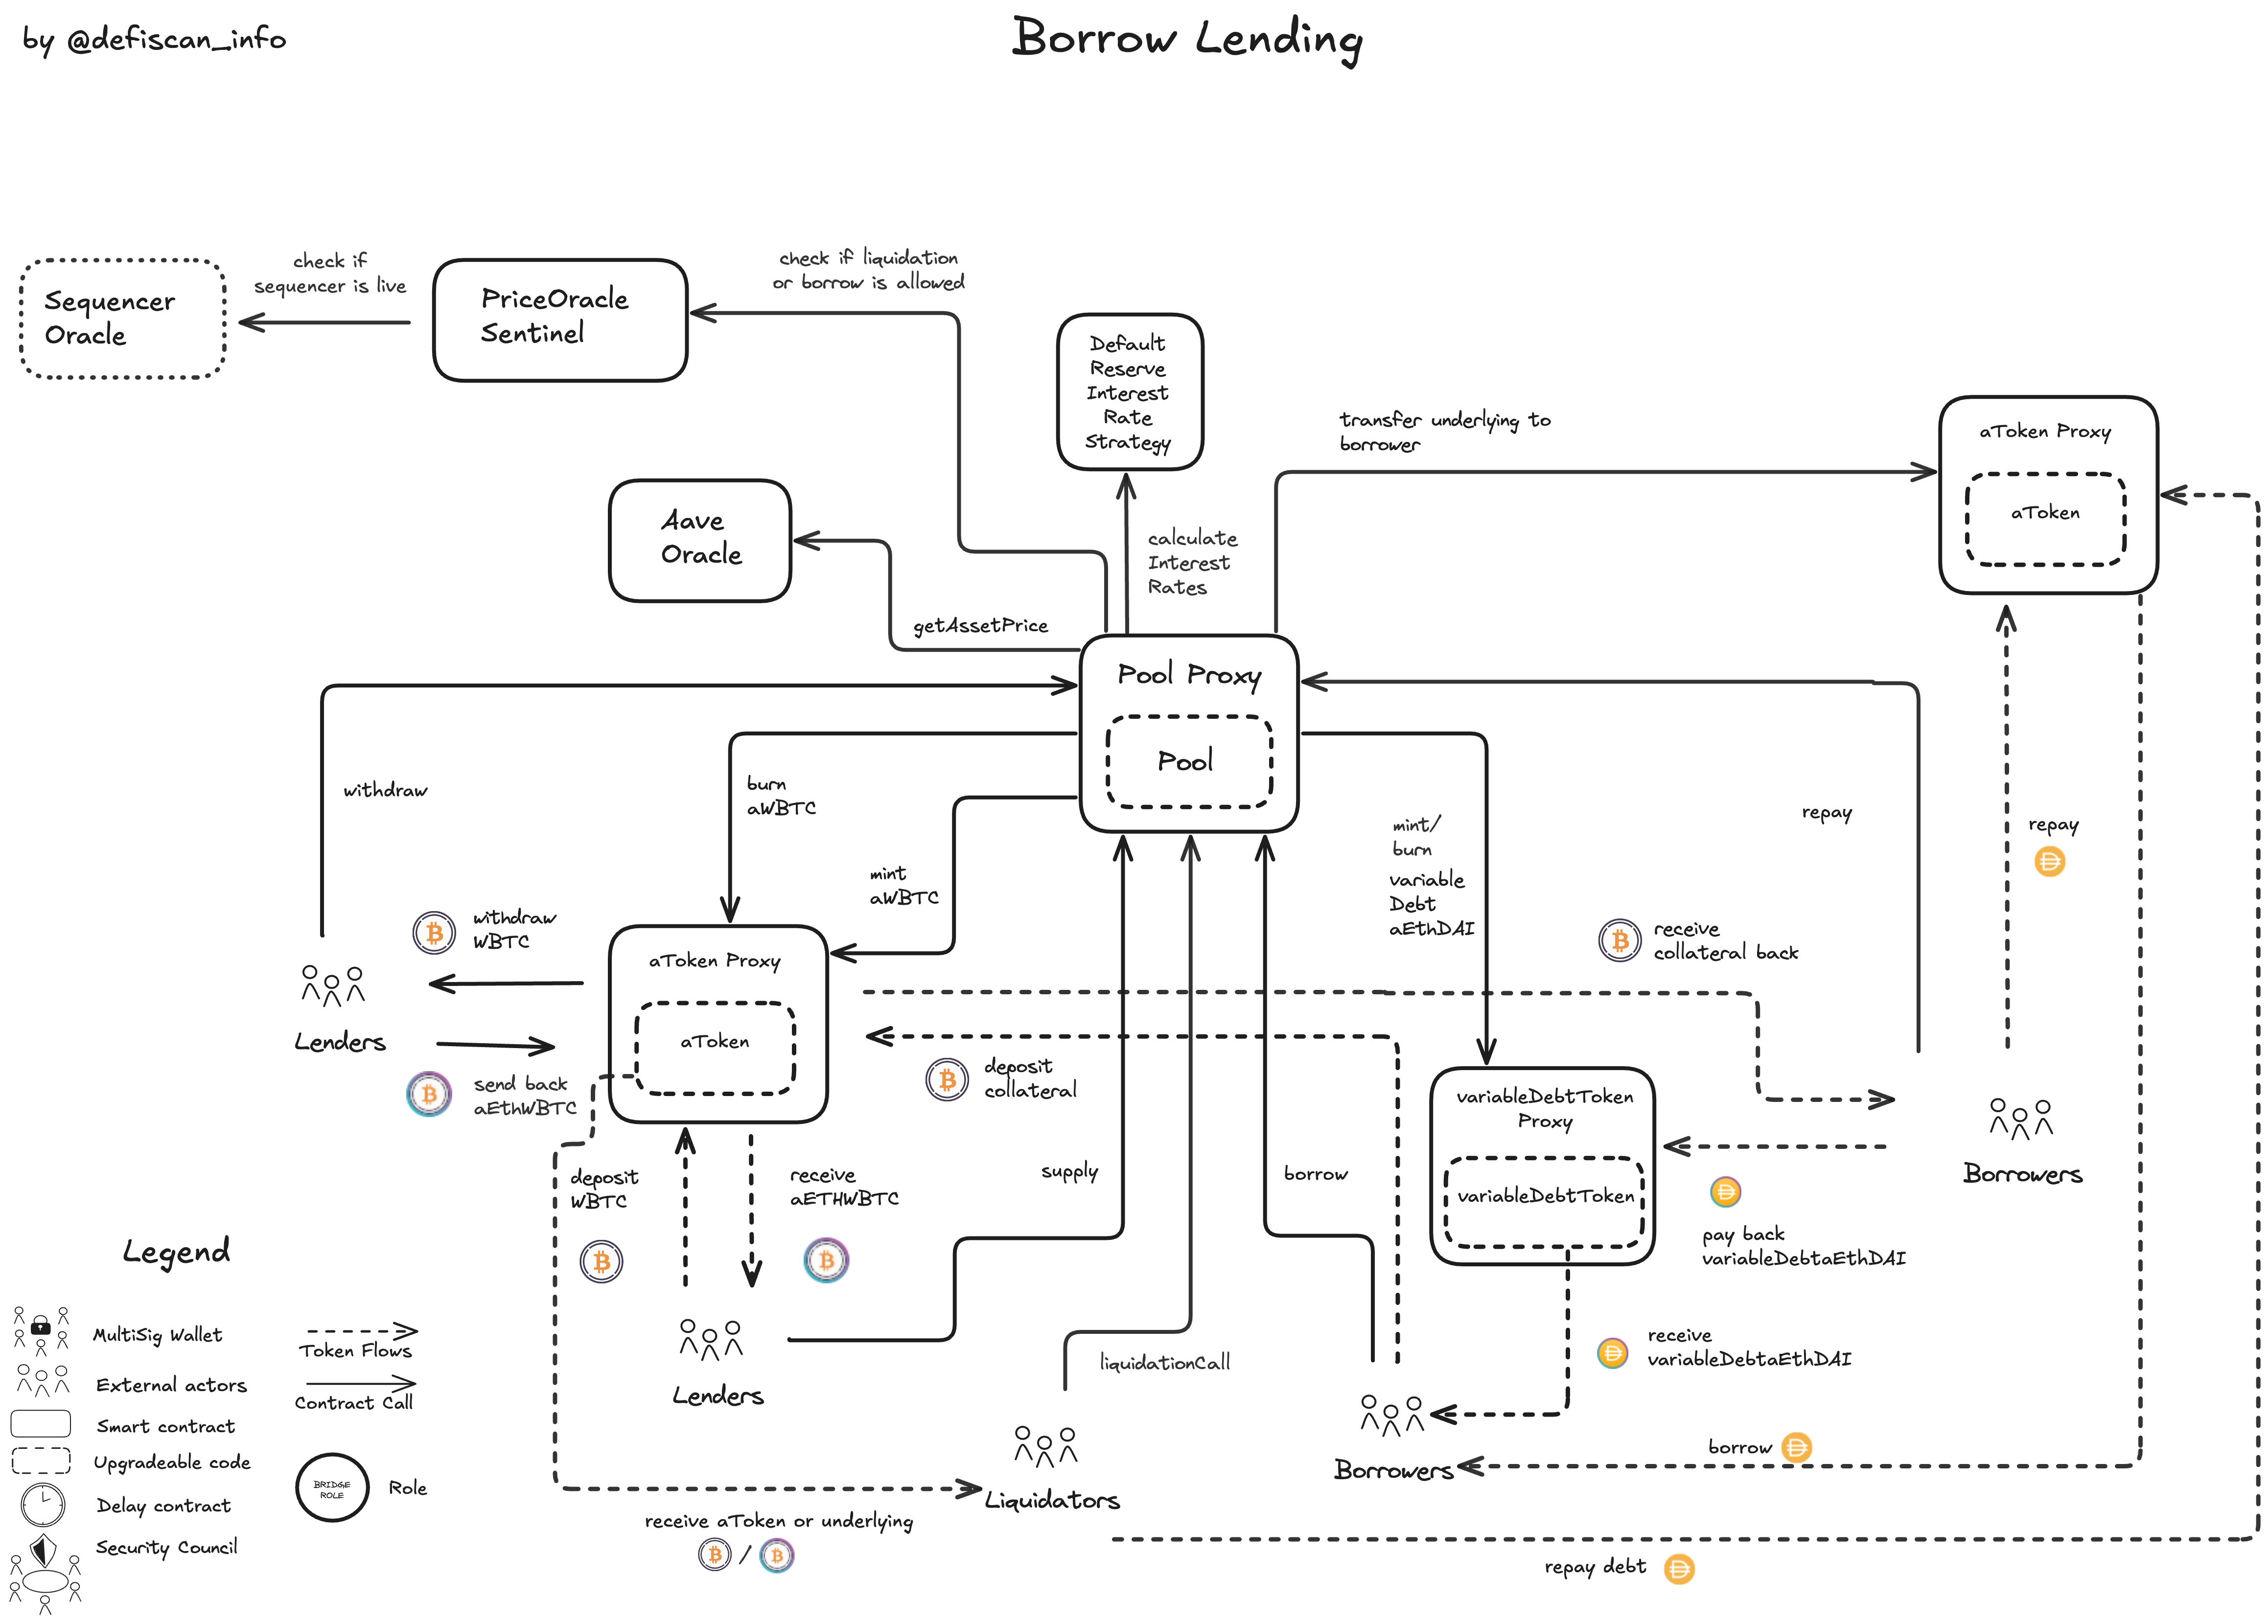 by @defiscan_info
Borrow Lending
Sequencer
Oracle
check if
sequencer is live
PriceOracle
Sentinel
check if liquidation
or borrow is allowed
Default
Reserve
Interest
Rate
Strategy
transfer underlying to
borrower
aToken Proxy
aToken
Aave
Oracle
getAssetPrice
calculate
Interest
Rates
Pool Proxy
Pool
withdraw
burn
aWBTC
mint
aWBTC
mint/
burn
variable
Debt
aEthDAI
repay
repay
withdraw
WBTC
Lenders
send back
aEthWBTC
aToken Proxy
aToken
deposit
collateral
receive
collateral back
variableDebtToken
Proxy
variableDebtToken
Borrowers
pay back
variableDebtaEthDAI
deposit
WBTC
receive
aETHWBTC
supply
borrow
Lenders
liquidationCall
receive
variableDebtaEthDAI
Borrowers
borrow
Liquidators
receive aToken or underlying
/
repay debt
Legend
MultiSig Wallet
External actors
Smart contract
Upgradeable code
Delay contract
Security Council
Token Flows
Contract Call
BRIDGE
ROLE
Role